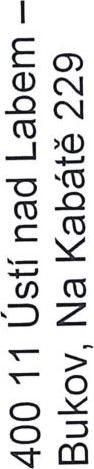 400 11 Ústí nad Labem –
Bukov, Na Kabátě 229